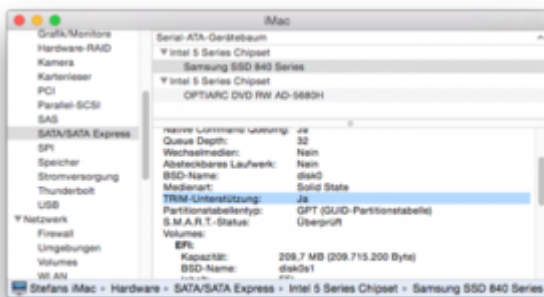 iMac
Grafik/Monitore
Hardware-RAID
Kamera
Kartenleser
PCI
Parallel-SCSI
SAS
SATA/SATA Express
SPI
Speicher
Stromversorgung
Thunderbolt
USB
Netzwerk
Firewall
Umgebungen
Volumes
WLAN
Serial-ATA-Gerätebaum
Intel 5 Series Chipset
Samsung SSD 840 Series
Intel 5 Series Chipset
OPTIARC DVD RW AD-5680H
Native Command Queuing: Ja
Queue Depth: 32
Wechselmedien: Nein
Absteckbares Laufwerk: Nein
BSD-Name: disk0
Medienart: Solid State
TRIM-Unterstützung: Ja
Partitionstabellentyp: GPT (GUID-Partitionstabelle)
S.M.A.R.T.-Status: Überprüft
Volumes:
EFI:
Kapazität: 209,7 MB (209.715.200 Byte)
BSD-Name: disk0s1
Stefans iMac ▸ Hardware ▸ SATA/SATA Express ▸ Intel 5 Series Chipset ▸ Samsung SSD 840 Series